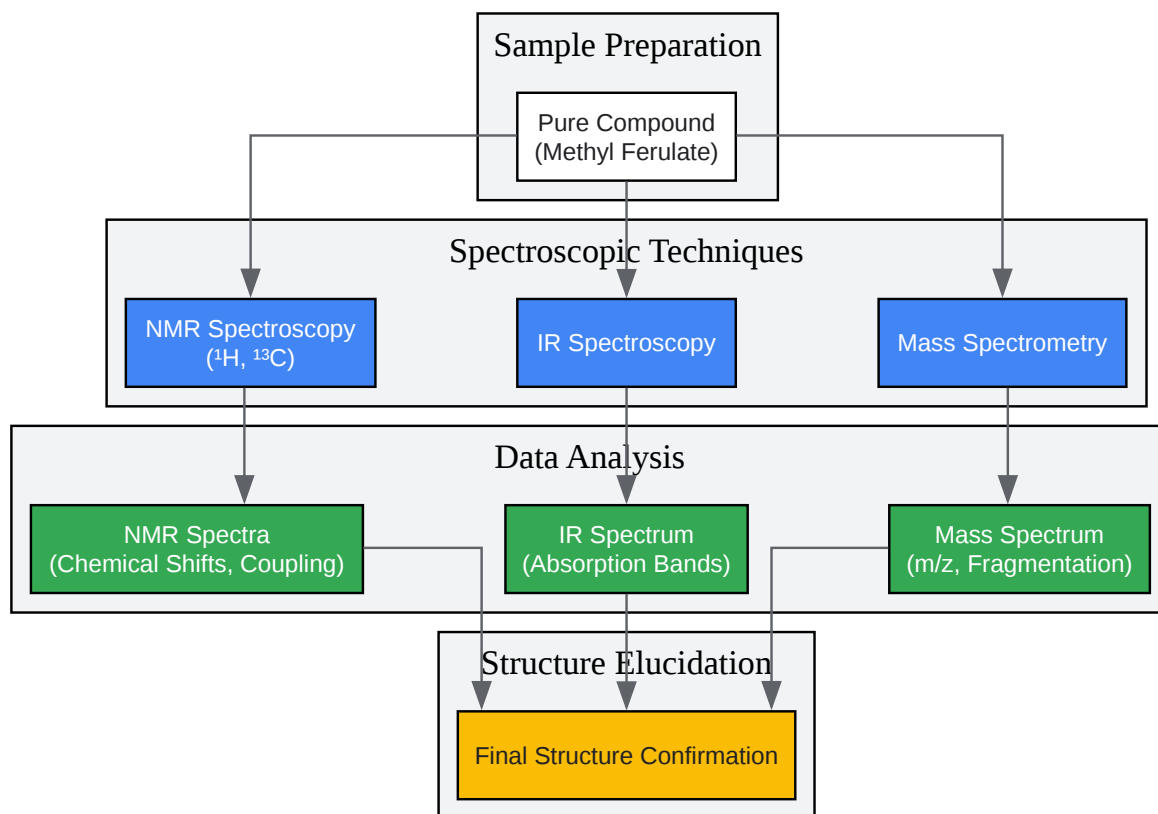 Sample Preparation
Pure Compound
(Methyl Ferulate)
Spectroscopic Techniques
NMR Spectroscopy
(¹H, ¹³C)
IR Spectroscopy
Mass Spectrometry
Data Analysis
NMR Spectra
(Chemical Shifts, Coupling)
IR Spectrum
(Absorption Bands)
Mass Spectrum
(m/z, Fragmentation)
Structure Elucidation
Final Structure Confirmation